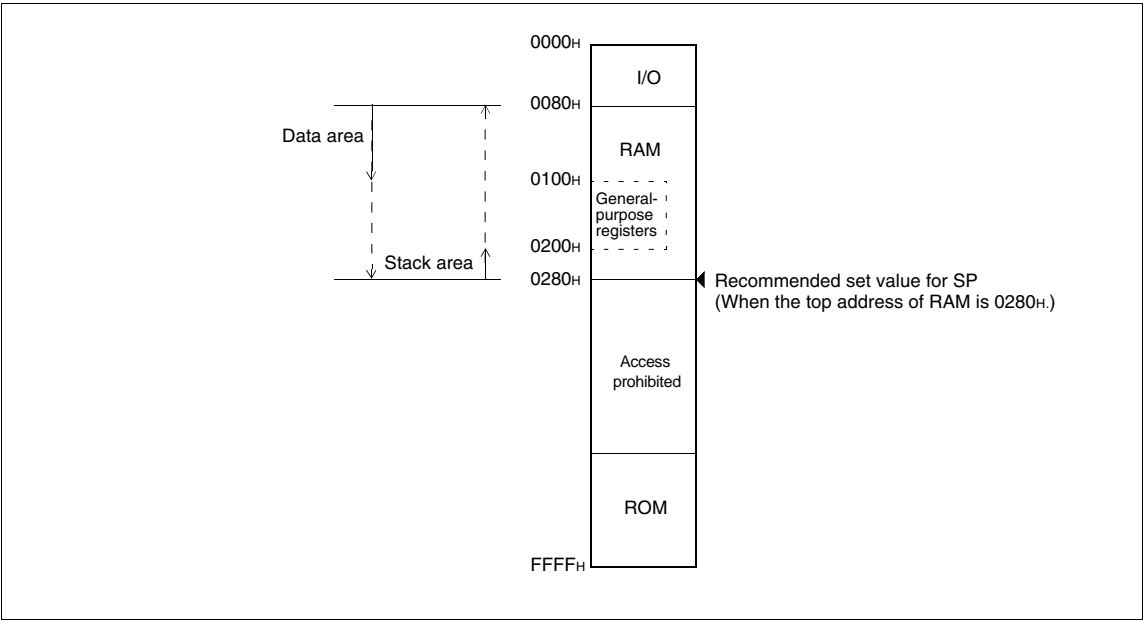 0000H
I/O
0080H
Data area
RAM
0100H
General-
purpose
registers
0200H
Stack area
0280H
Recommended set value for SP
(When the top address of RAM is 0280H.)
Access
prohibited
ROM
FFFFH